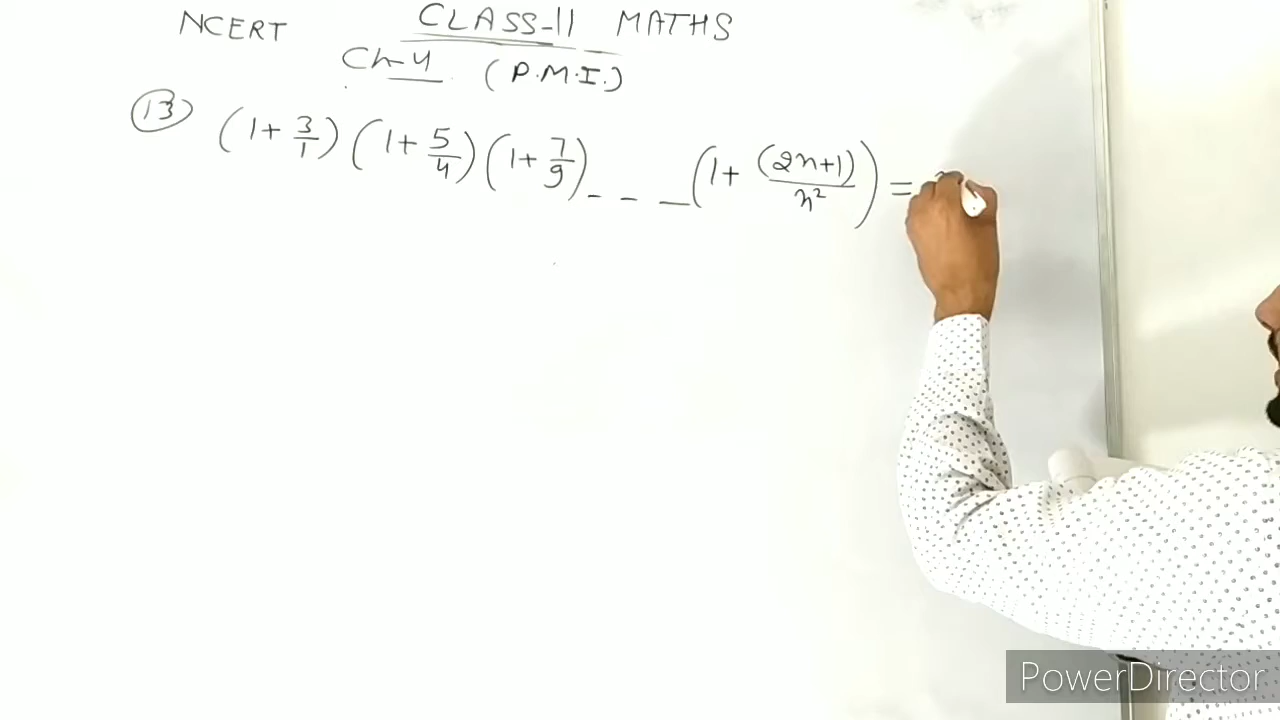 NCERT CLASS-11 MATHS
Ch-4 (P.M.I.)
13 (1+ 3/1) (1+ 5/4) (1+ 7/9) _ _ _ (1+ (2n+1)/n²) =
PowerDirector